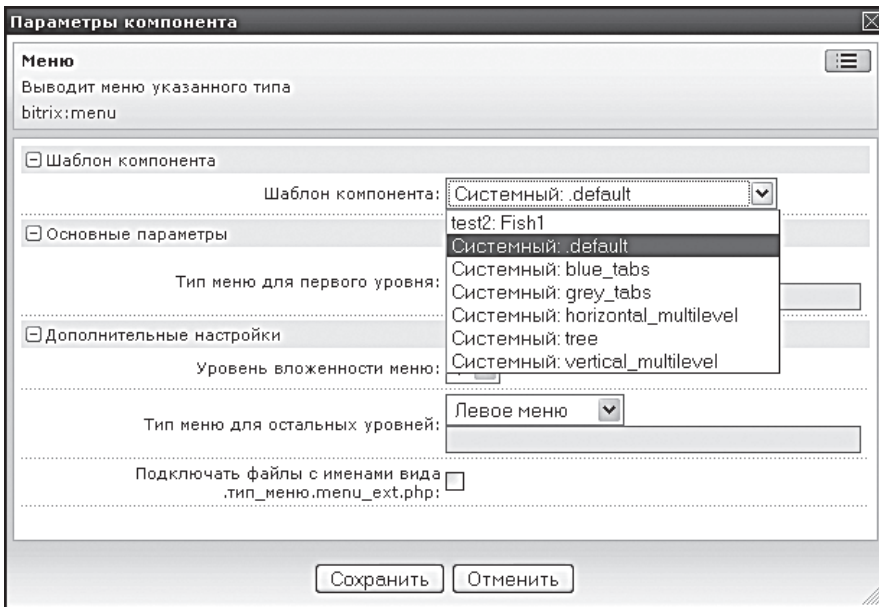 Параметры компонента
Меню
Выводит меню указанного типа
bitrix:menu
Шаблон компонента
Шаблон компонента: Системный: .default
test2: Fish1
Основные параметры
Системный: .default
Системный: blue_tabs
Тип меню для первого уровня:
Системный: grey_tabs
Системный: horizontal_multilevel
Дополнительные настройки
Системный: tree
Системный: vertical_multilevel
Уровень вложенности меню:
Тип меню для остальных уровней: Левое меню
Подключать файлы с именами вида
.тип_меню.menu_ext.php:
Сохранить Отменить